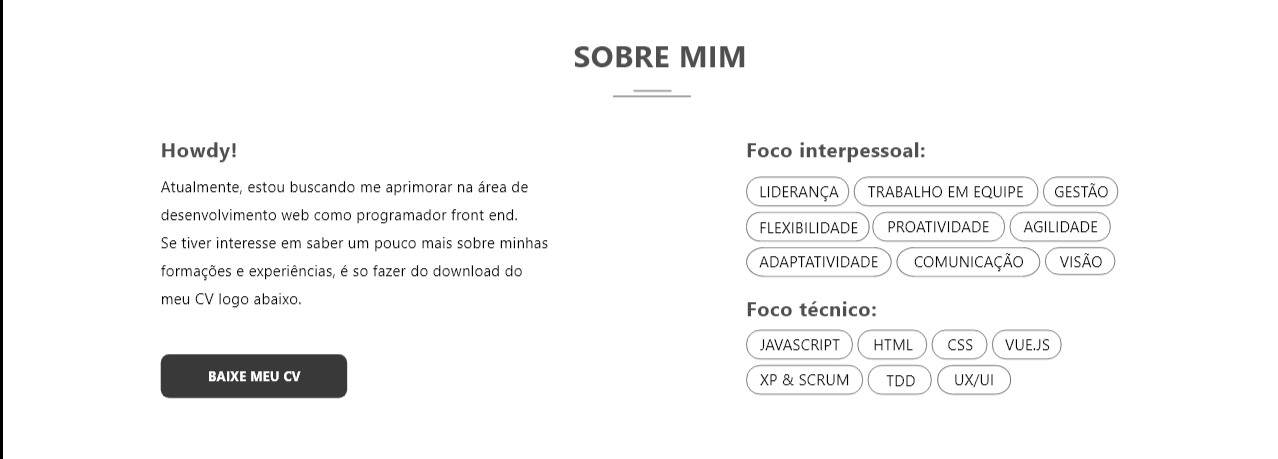 SOBRE MIM
Howdy!
Atualmente, estou buscando me aprimorar na área de
desenvolvimento web como programador front end.
Se tiver interesse em saber um pouco mais sobre minhas
formações e experiências, é so fazer do download do
meu CV logo abaixo.
BAIXE MEU CV
Foco interpessoal:
LIDERANÇA TRABALHO EM EQUIPE GESTÃO
FLEXIBILIDADE PROATIVIDADE AGILIDADE
ADAPTATIVIDADE COMUNICAÇÃO VISÃO
Foco técnico:
JAVASCRIPT HTML CSS VUE.JS
XP & SCRUM TDD UX/UI